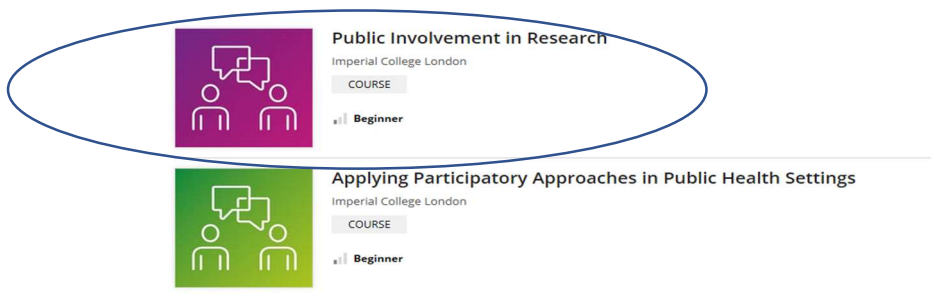 Public Involvement in Research
Imperial College London
COURSE
Beginner
Applying Participatory Approaches in Public Health Settings
Imperial College London
COURSE
Beginner